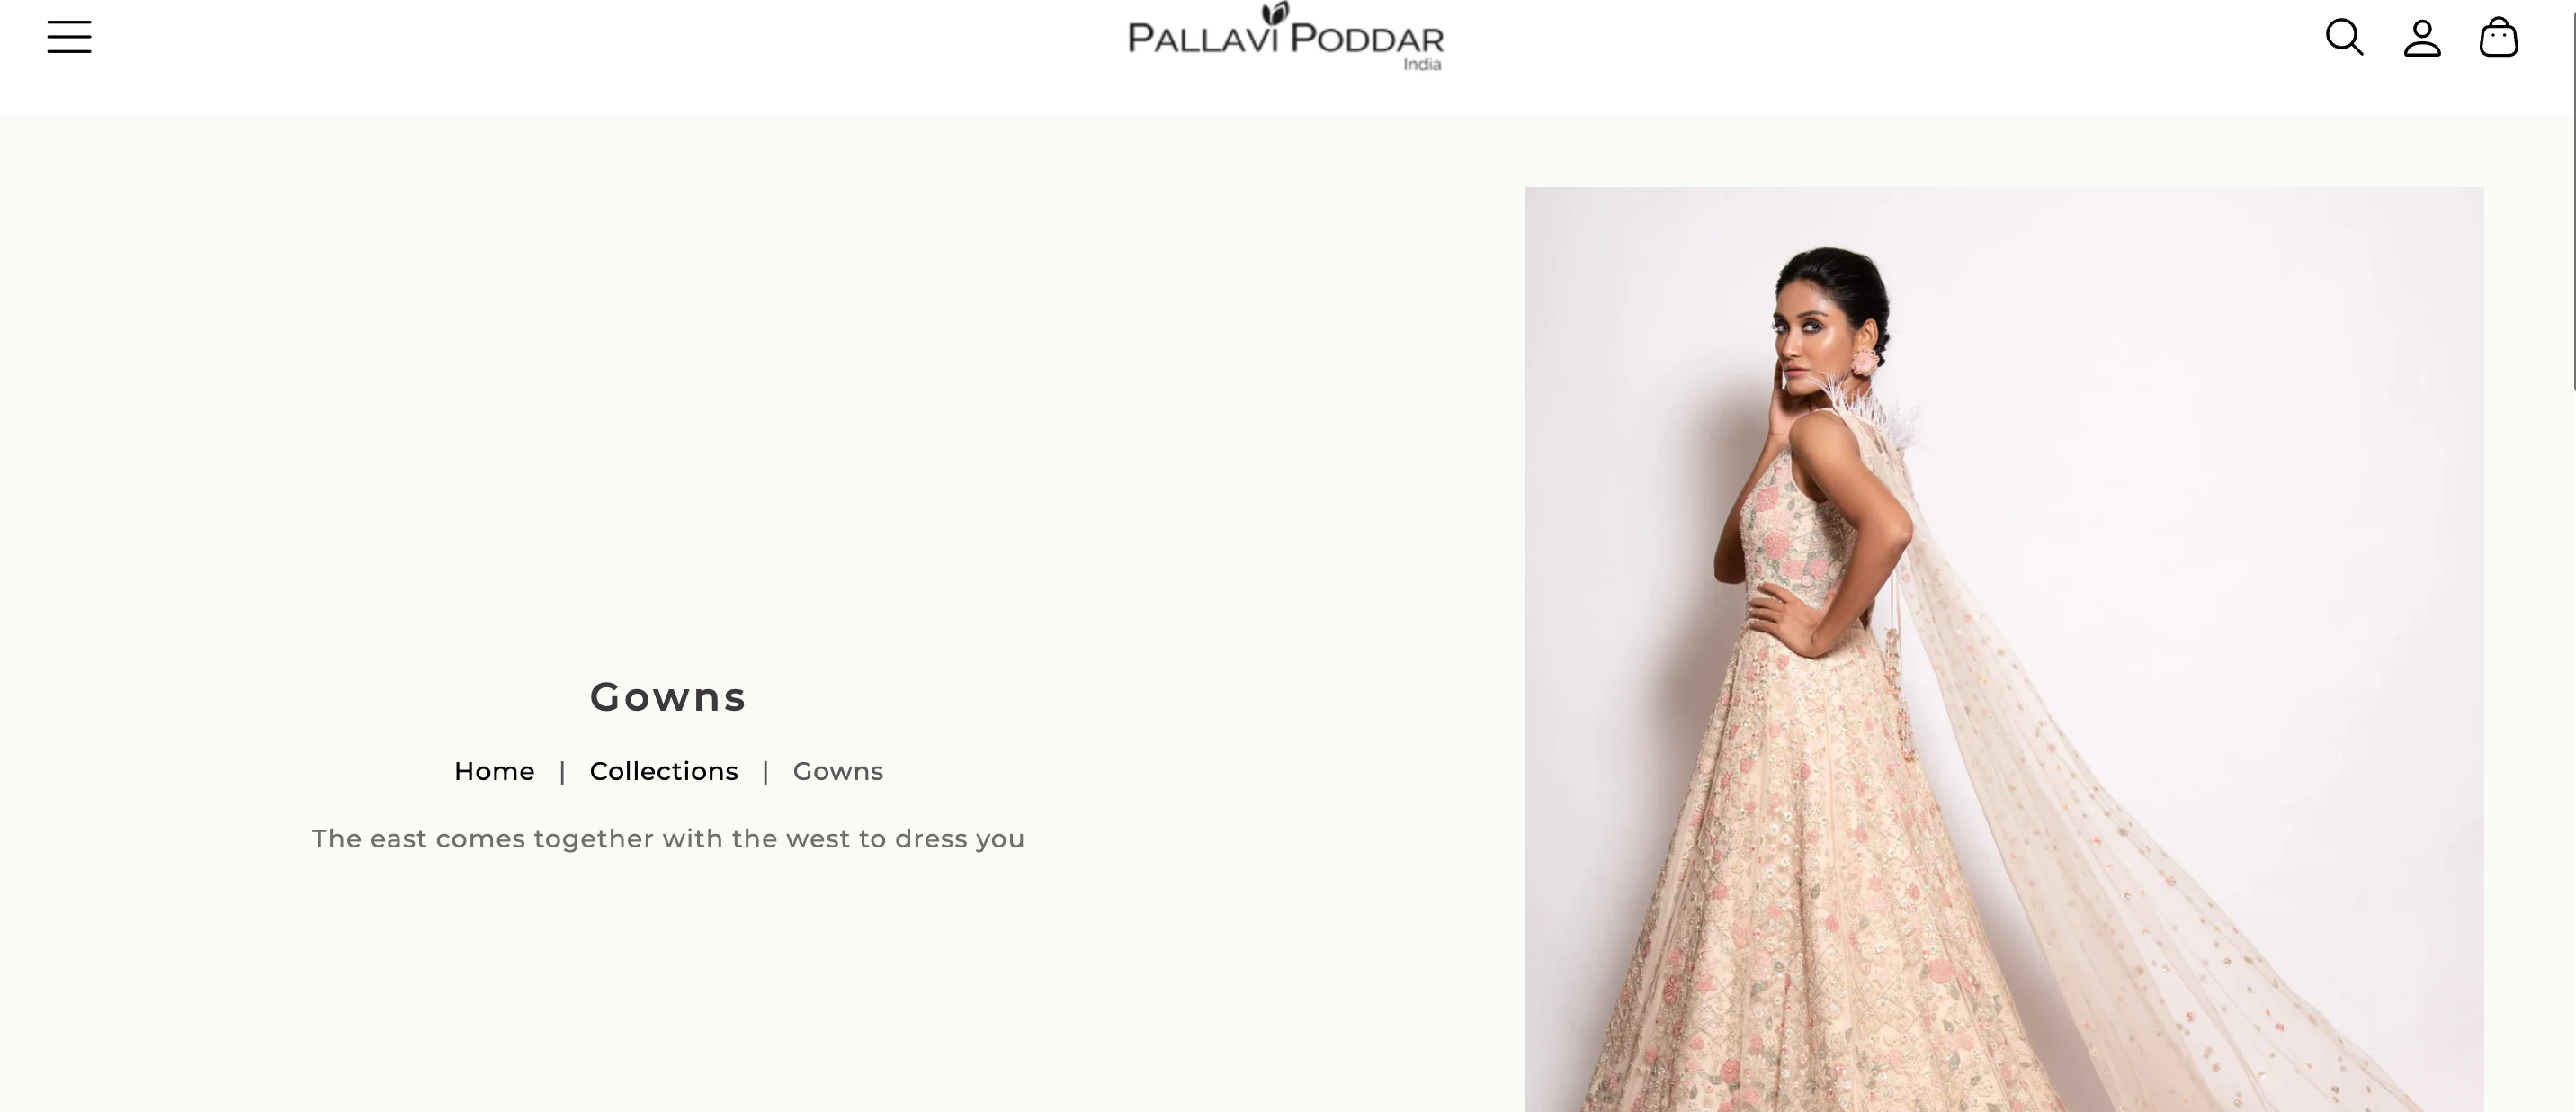 PALLAVI PODDAR
India
Gowns
Home | Collections | Gowns
The east comes together with the west to dress you